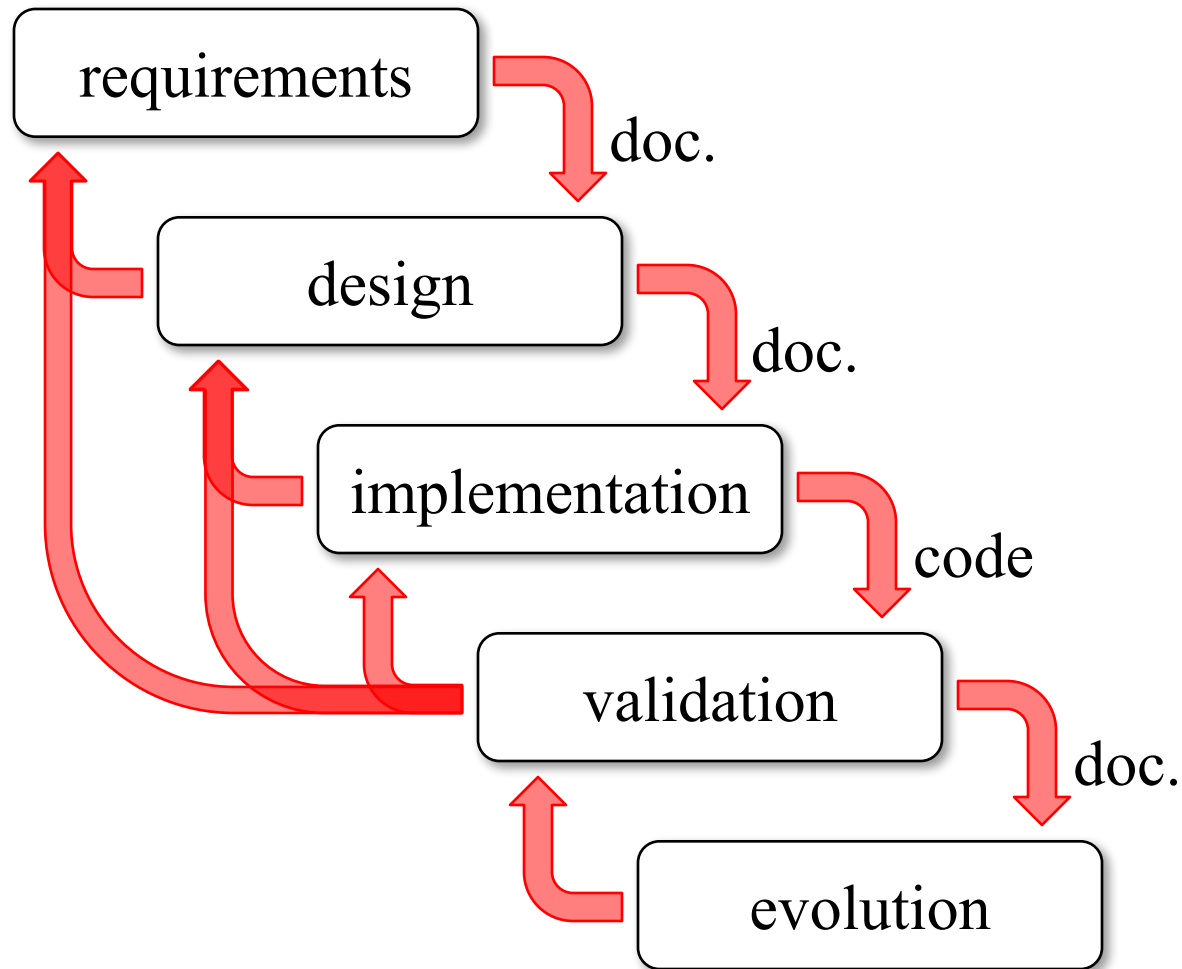 requirements
doc.
design
doc.
implementation
code
validation
doc.
evolution